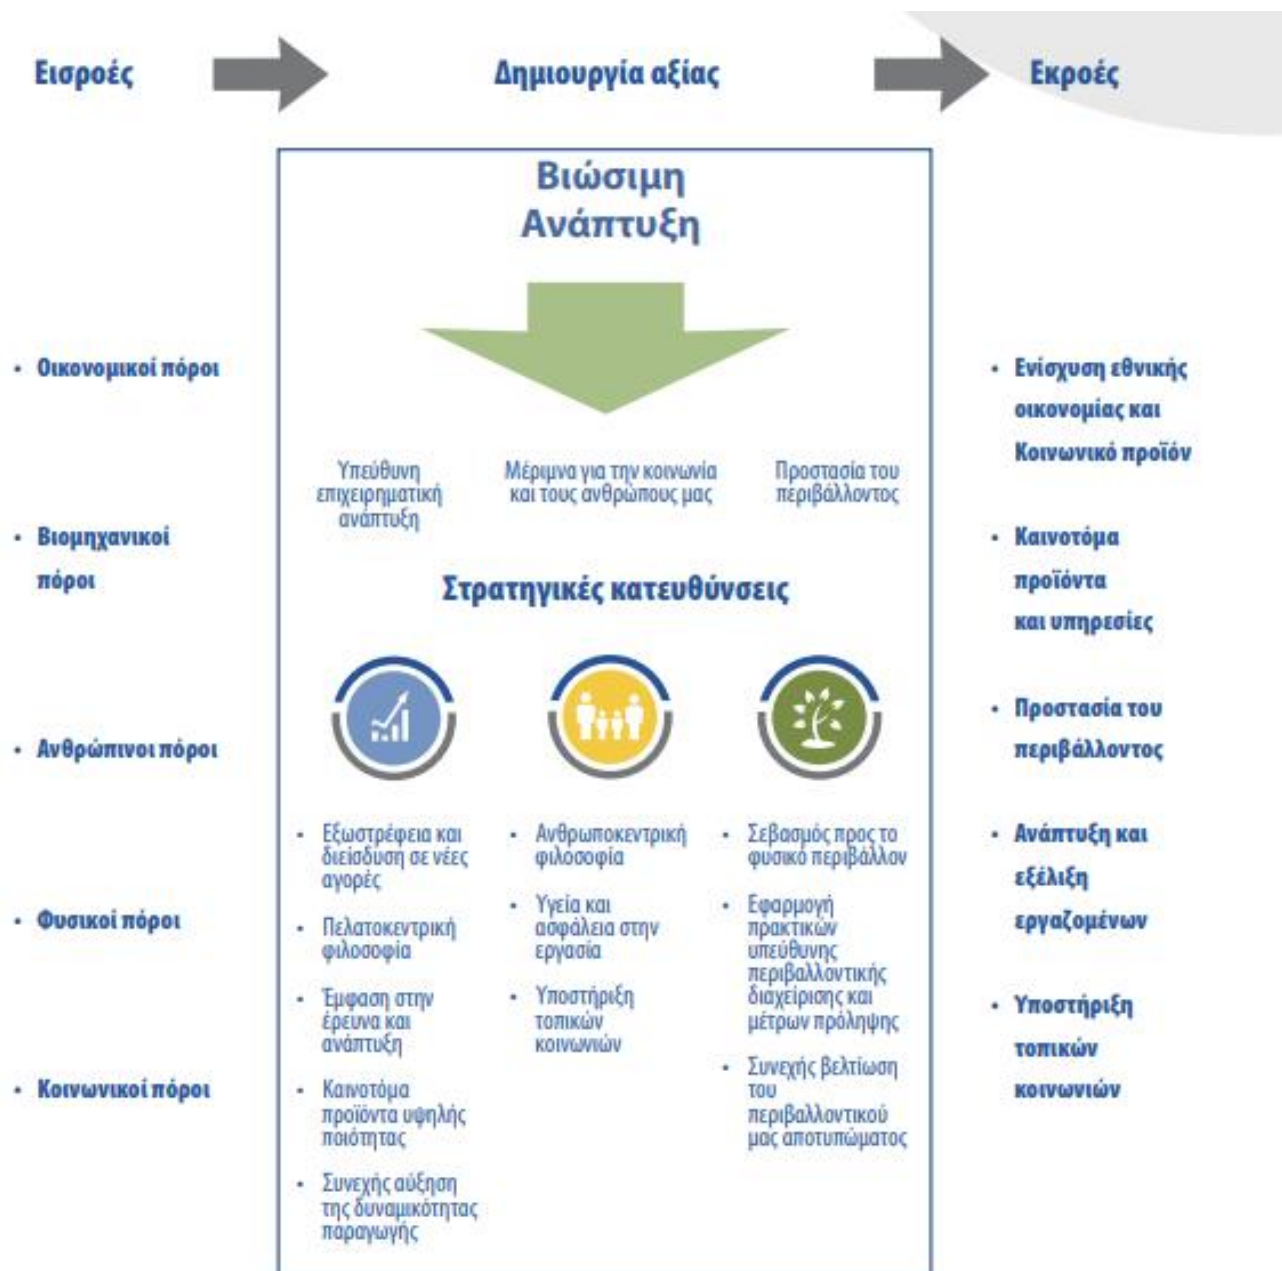 Εισροές
Δημιουργία αξίας
Εκροές
Βιώσιμη
Ανάπτυξη
• Οικονομικοί πόροι
• Βιομηχανικοί
πόροι
• Ανθρώπινοι πόροι
• Φυσικοί πόροι
• Κοινωνικοί πόροι
Υπεύθυνη
επιχειρηματική
ανάπτυξη
Μέριμνα για την κοινωνία
και τους ανθρώπους μας
Προστασία του
περιβάλλοντος
Στρατηγικές κατευθύνσεις
• Εξωστρέφεια και
διείσδυση σε νέες
αγορές
• Πελατοκεντρική
φιλοσοφία
• Έμφαση στην
έρευνα και
ανάπτυξη
• Καινοτόμα
προϊόντα υψηλής
ποιότητας
• Συνεχής αύξηση
της δυναμικότητας
παραγωγής
• Ανθρωποκεντρική
φιλοσοφία
• Υγεία και
ασφάλεια στην
εργασία
• Υποστήριξη
τοπικών
κοινωνιών
• Σεβασμός προς το
φυσικό περιβάλλον
• Εφαρμογή
πρακτικών
υπεύθυνης
περιβαλλοντικής
διαχείρισης και
μέτρων πρόληψης
• Συνεχής βελτίωση
του
περιβαλλοντικού
μας αποτυπώματος
• Ενίσχυση εθνικής
οικονομίας και
Κοινωνικό προϊόν
• Καινοτόμα
προϊόντα
και υπηρεσίες
• Προστασία του
περιβάλλοντος
• Ανάπτυξη και
εξέλιξη
εργαζομένων
• Υποστήριξη
τοπικών
κοινωνιών